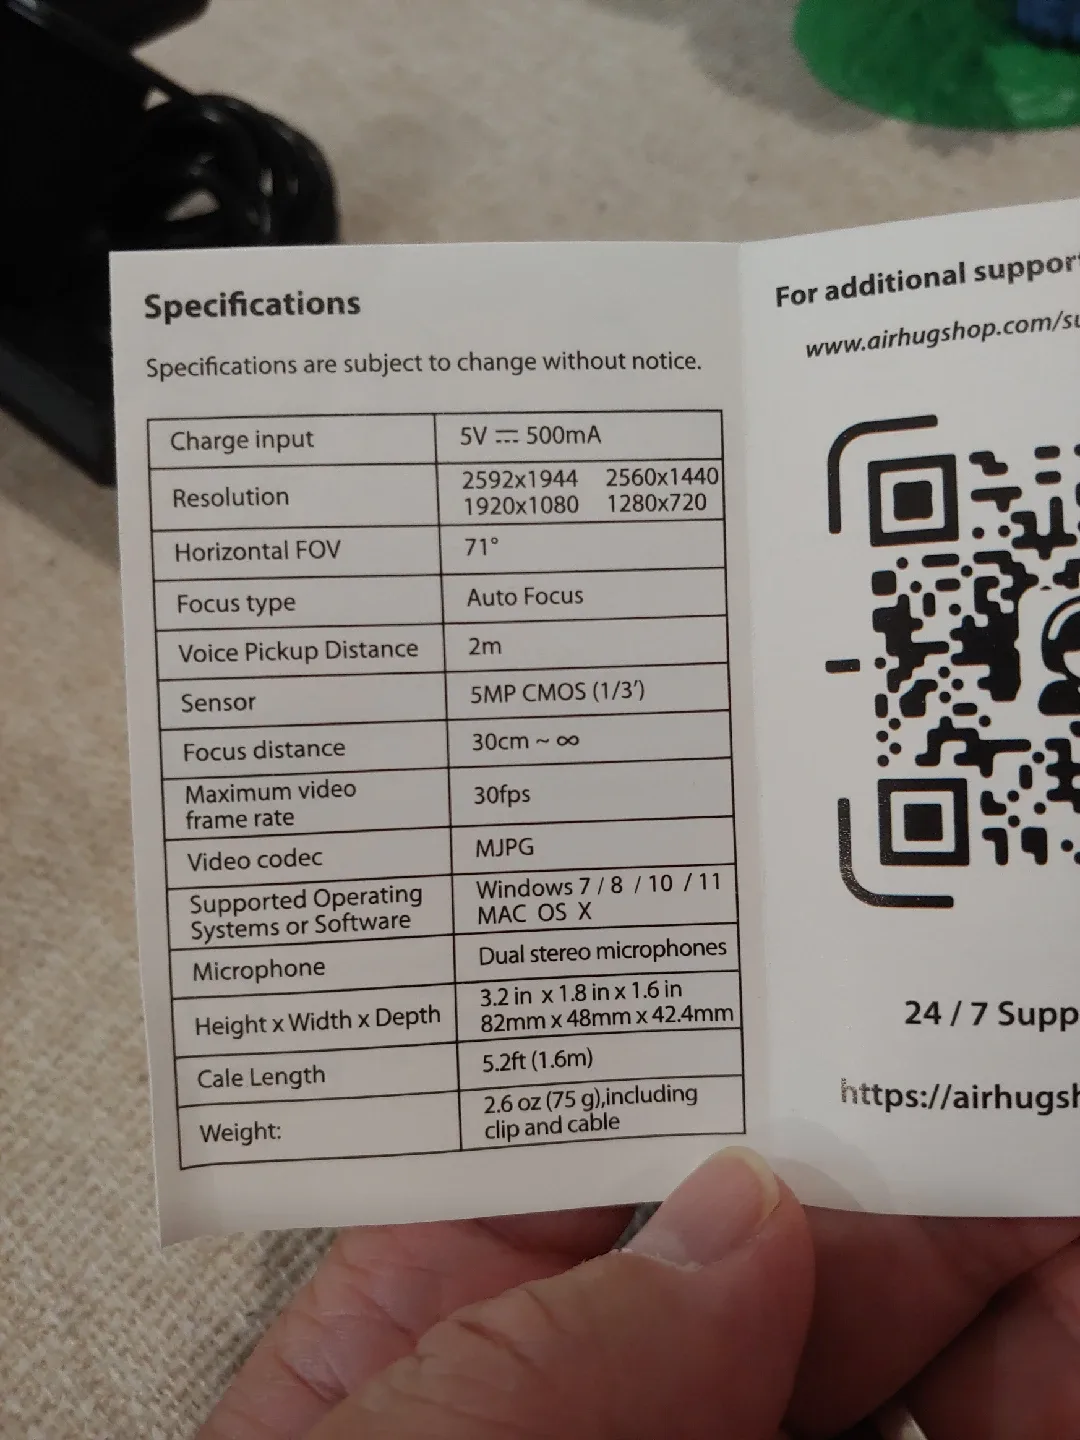 Specifications
Specifications are subject to change without notice.
Charge input 5V ⎓ 500mA
Resolution 2592x1944 2560x1440
1920x1080 1280x720
Horizontal FOV 71°
Focus type Auto Focus
Voice Pickup Distance 2m
Sensor 5MP CMOS (1/3′)
Focus distance 30cm ~ ∞
Maximum video
frame rate 30fps
Video codec MJPG
Supported Operating Windows 7 / 8 / 10 / 11
Systems or Software MAC OS X
Microphone Dual stereo microphones
Height x Width x Depth 3.2 in x 1.8 in x 1.6 in
82mm x 48mm x 42.4mm
Cale Length 5.2ft (1.6m)
Weight: 2.6 oz (75 g),including
clip and cable
For additional suppor
www.airhugshop.com/su
24 / 7 Supp
https://airhugsh